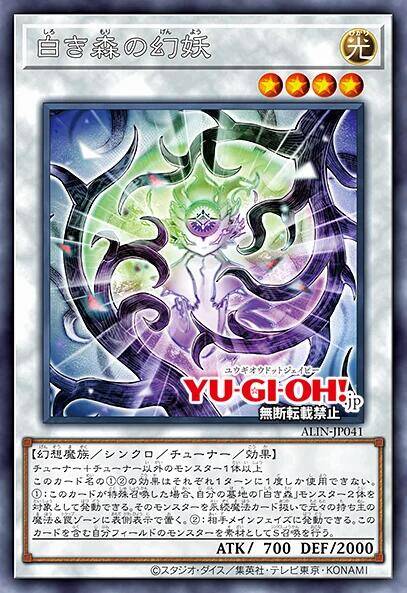 白き森の幻妖
光
ユウギオウドットジェイピー
YU-GI-OH!.jp
無断転載禁止
ALIN-JP041
【幻想魔族／シンクロ／チューナー／効果】
チューナー＋チューナー以外のモンスター１体以上
このカード名の①②の効果はそれぞれ１ターンに１度しか使用できない。
①：このカードが特殊召喚した場合、自分の墓地の「白き森」モンスター２体を
対象として発動できる。そのモンスターを永続魔法カード扱いで元々の持ち主の
魔法＆罠ゾーンに表側表示で置く。②：相手メインフェイズに発動できる。この
カードを含む自分フィールドのモンスターを素材としてＳ召喚を行う。
ATK/ 700 DEF/2000
©スタジオ・ダイス／集英社・テレビ東京・KONAMI